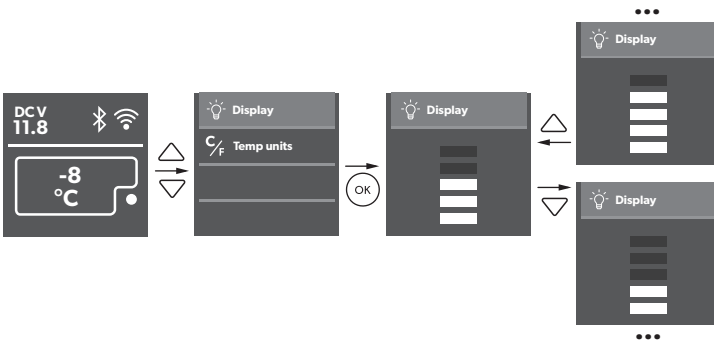 DC V
11.8
-8
°C
Display
C/F Temp units
OK
Display
Display
Display